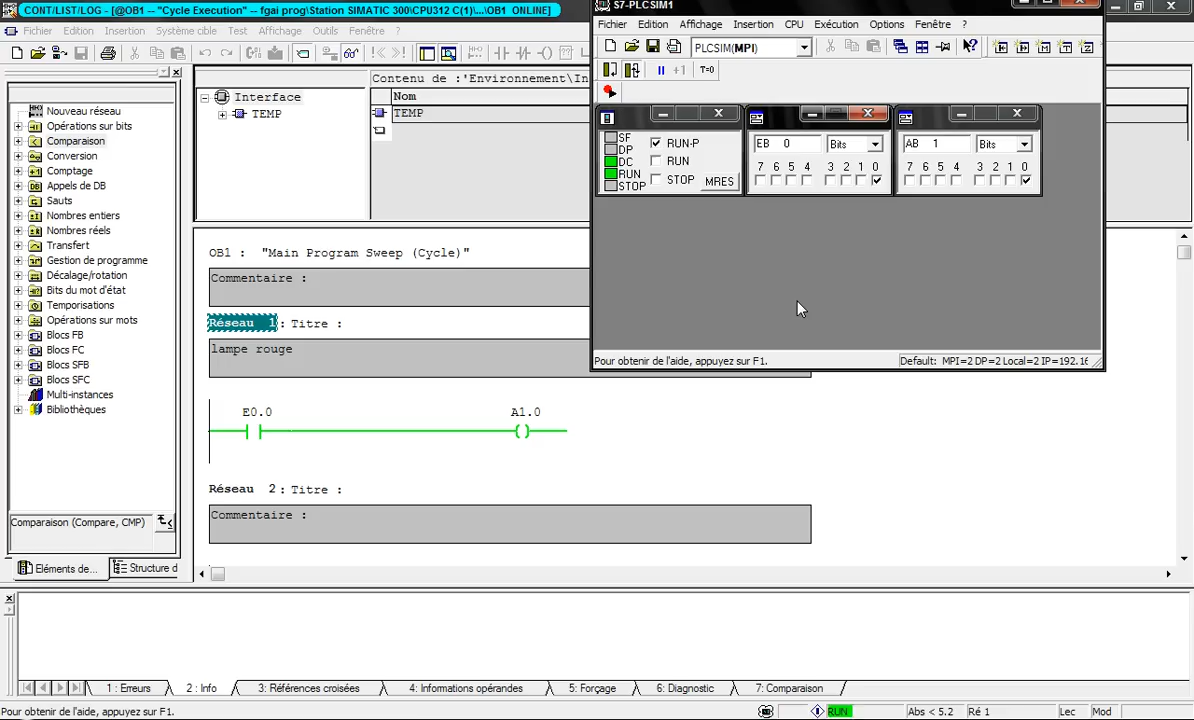 CONT/LIST/LOG - [@OB1 -- "Cycle Execution" -- fgai prog\Station SIMATIC 300\CPU312 C(1)\...\OB1 ONLINE]
Fichier Edition Insertion Système cible Test Affichage Outils Fenêtre ?
Nouveau réseau
Opérations sur bits
Comparaison
Conversion
Comptage
Appels de DB
Sauts
Nombres entiers
Nombres réels
Transfert
Gestion de programme
Décalage/rotation
Bits du mot d'état
Temporisations
Opérations sur mots
Blocs FB
Blocs FC
Blocs SFB
Blocs SFC
Multi-instances
Bibliothèques
Comparaison (Compare, CMP)
Eléments de...
Structure d
Interface
TEMP
Contenu de :'Environnement\In
Nom
TEMP
OB1 : "Main Program Sweep (Cycle)"
Commentaire :
Réseau 1 : Titre :
lampe rouge
E0.0 A1.0
Réseau 2 : Titre :
Commentaire :
S7-PLCSIM1
Fichier Edition Affichage Insertion CPU Exécution Options Fenêtre ?
PLCSIM(MPI)
+1 T=0
SF
DP
DC
RUN
STOP
RUN-P
RUN
STOP MRES
EB 0 Bits
7 6 5 4 3 2 1 0
AB 1 Bits
7 6 5 4 3 2 1 0
Pour obtenir de l'aide, appuyez sur F1. Default: MPI=2 DP=2 Local=2 IP=192.16
1 : Erreurs 2 : Info 3: Références croisées 4: Informations opérandes 5: Forçage 6: Diagnostic 7: Comparaison
Pour obtenir de l'aide, appuyez sur F1. RUN Abs < 5.2 Ré 1 Lec Mod